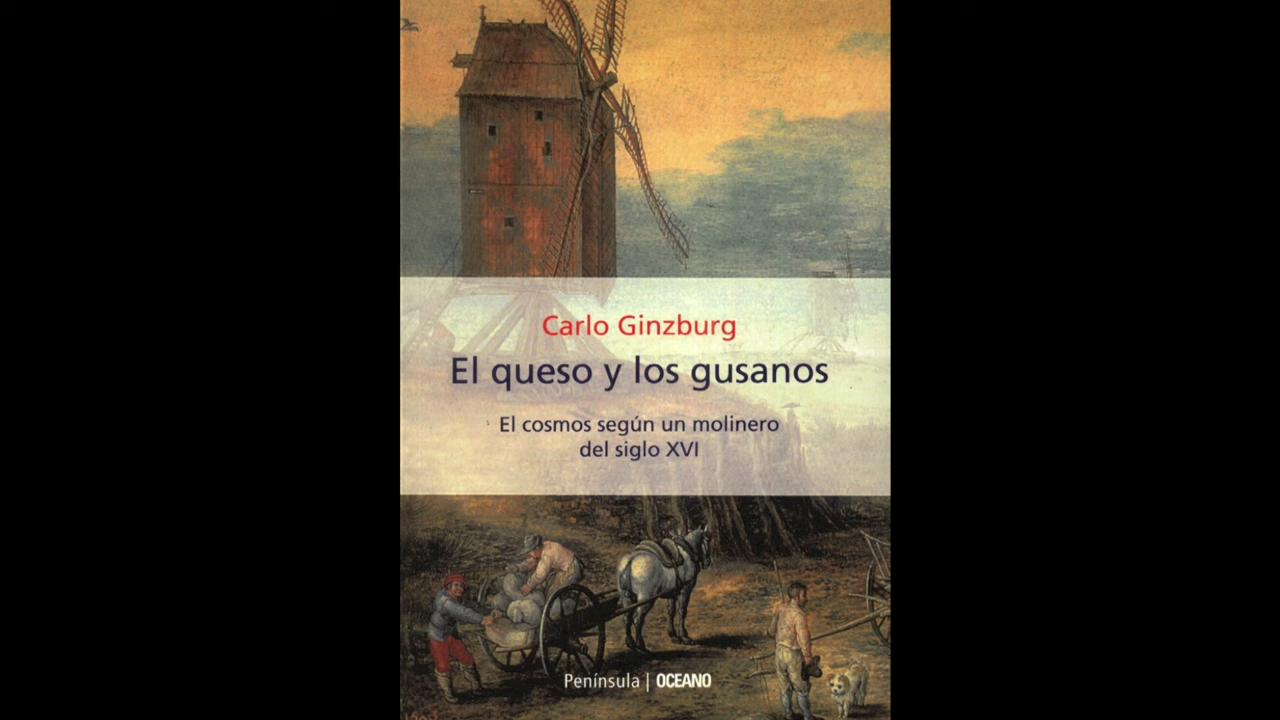 Carlo Ginzburg
El queso y los gusanos
El cosmos según un molinero
del siglo XVI
Península | OCEANO